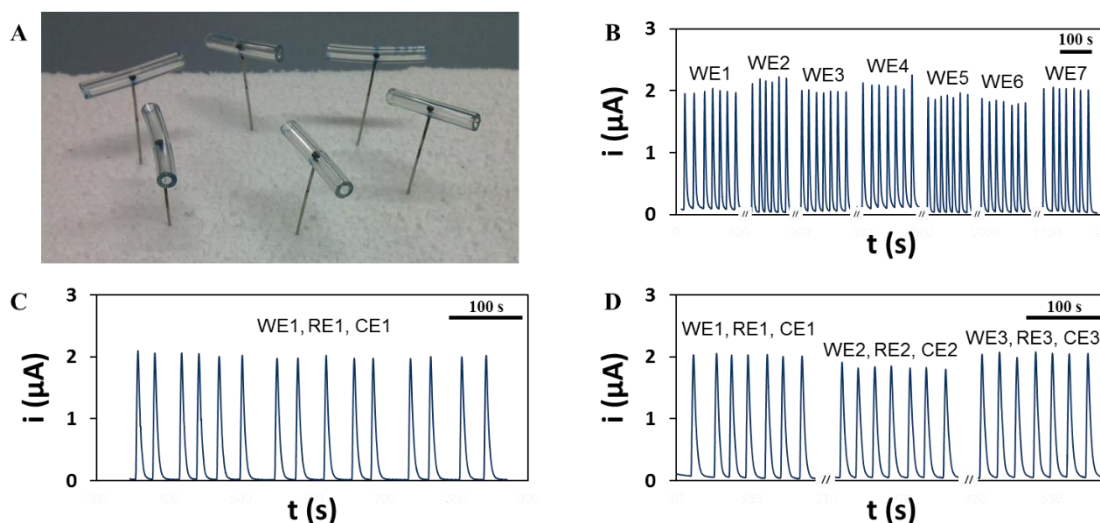 A
B
100 s
3
2
1
0
i (μA)
WE1 WE2 WE3 WE4 WE5 WE6 WE7
// // // // // //
t (s)
C
100 s
3
2
1
0
i (μA)
WE1, RE1, CE1
t (s)
D
100 s
3
2
1
0
i (μA)
WE1, RE1, CE1
WE2, RE2, CE2
WE3, RE3, CE3
// //
t (s)